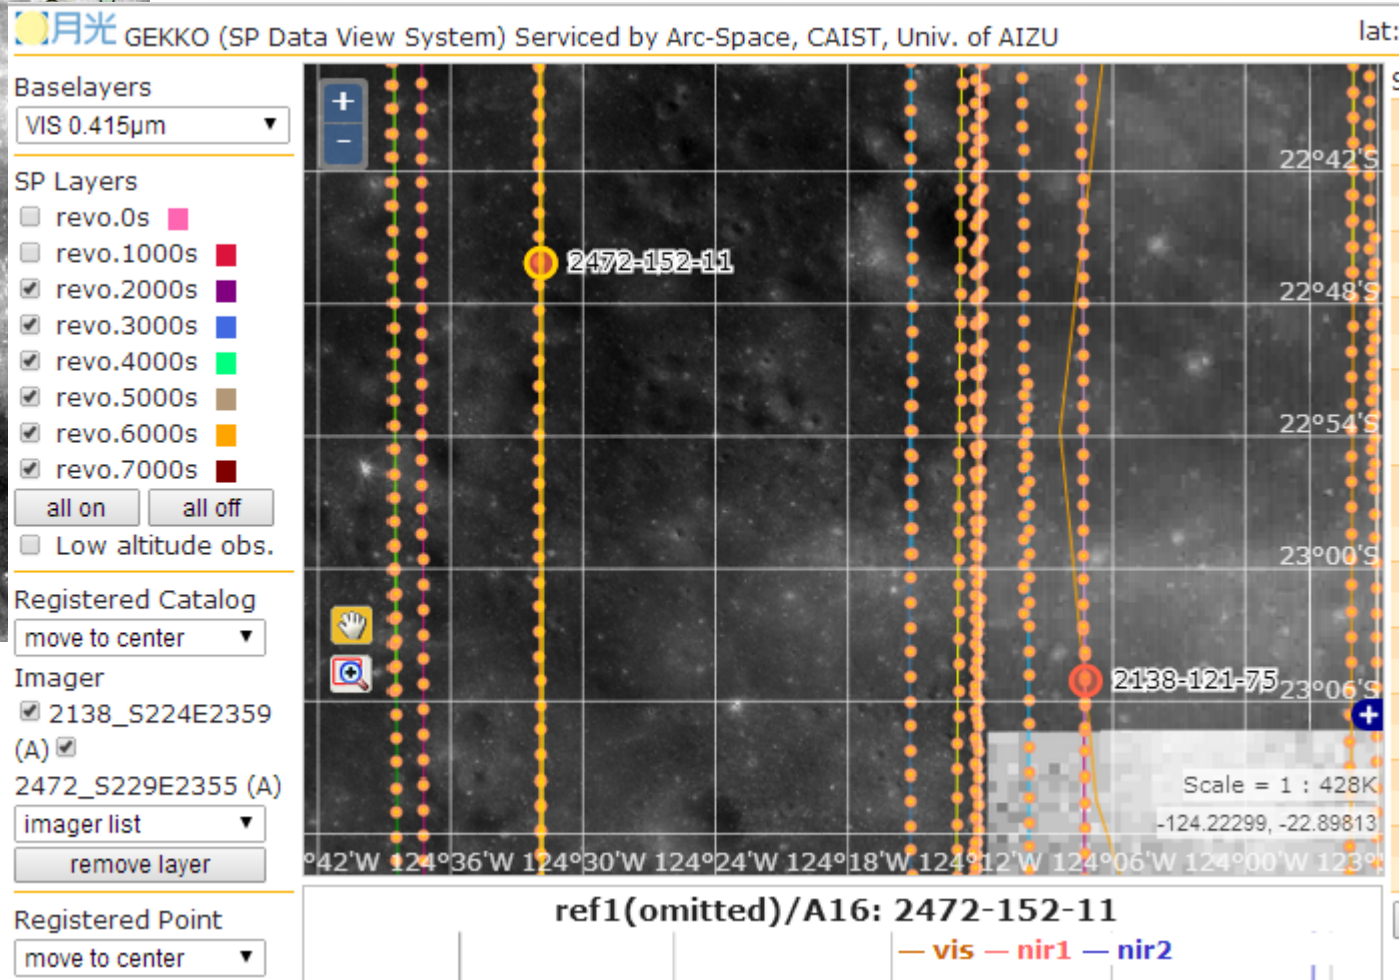 月光 GEKKO (SP Data View System) Serviced by Arc-Space, CAIST, Univ. of AIZU
lat:
Baselayers
VIS 0.415µm
SP Layers
revo.0s
revo.1000s
revo.2000s
revo.3000s
revo.4000s
revo.5000s
revo.6000s
revo.7000s
all on all off
Low altitude obs.
Registered Catalog
move to center
Imager
2138_S224E2359
(A)
2472_S229E2355 (A)
imager list
remove layer
Registered Point
move to center
+
−
22°42'S
2472-152-11
22°48'S
22°54'S
23°00'S
2138-121-75
23°06'S
+
Scale = 1 : 428K
-124.22299, -22.89813
°42'W 124°36'W 124°30'W 124°24'W 124°18'W 124°12'W 124°06'W 124°00'W 123°
ref1(omitted)/A16: 2472-152-11
— vis — nir1 — nir2